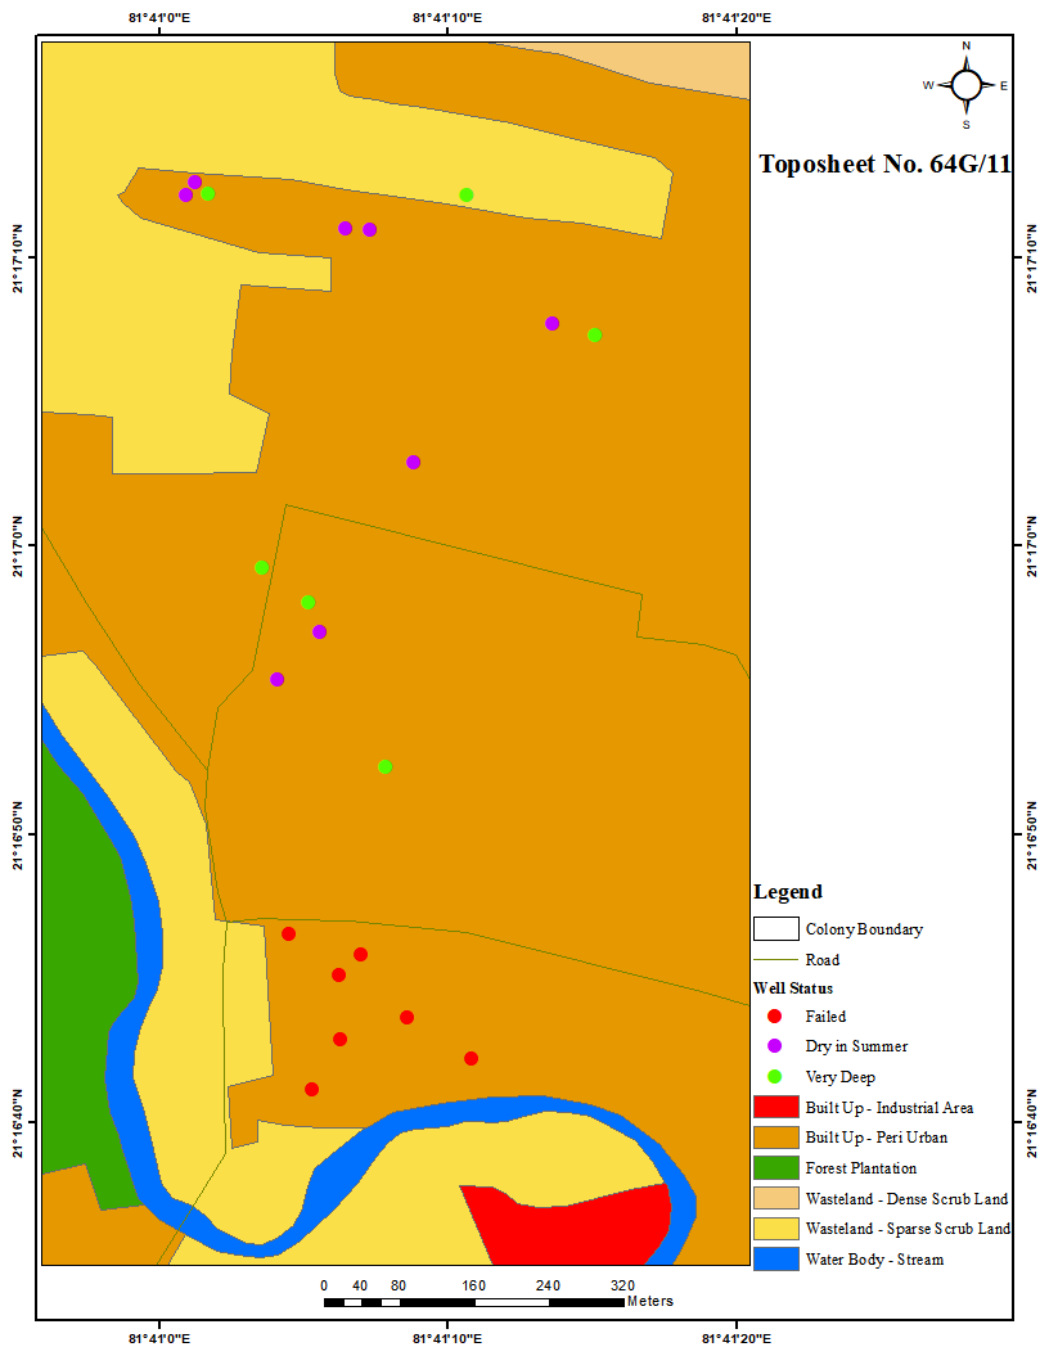 81°41'0"E 81°41'10"E 81°41'20"E
N
W E
S
Toposheet No. 64G/11
21°17'10"N 21°17'10"N
21°17'0"N 21°17'0"N
21°16'50"N 21°16'50"N
Legend
Colony Boundary
Road
Well Status
Failed
Dry in Summer
Very Deep
Built Up - Industrial Area
21°16'40"N 21°16'40"N
Built Up - Peri Urban
Forest Plantation
Wasteland - Dense Scrub Land
Wasteland - Sparse Scrub Land
Water Body - Stream
0 40 80 160 240 320
Meters
81°41'0"E 81°41'10"E 81°41'20"E